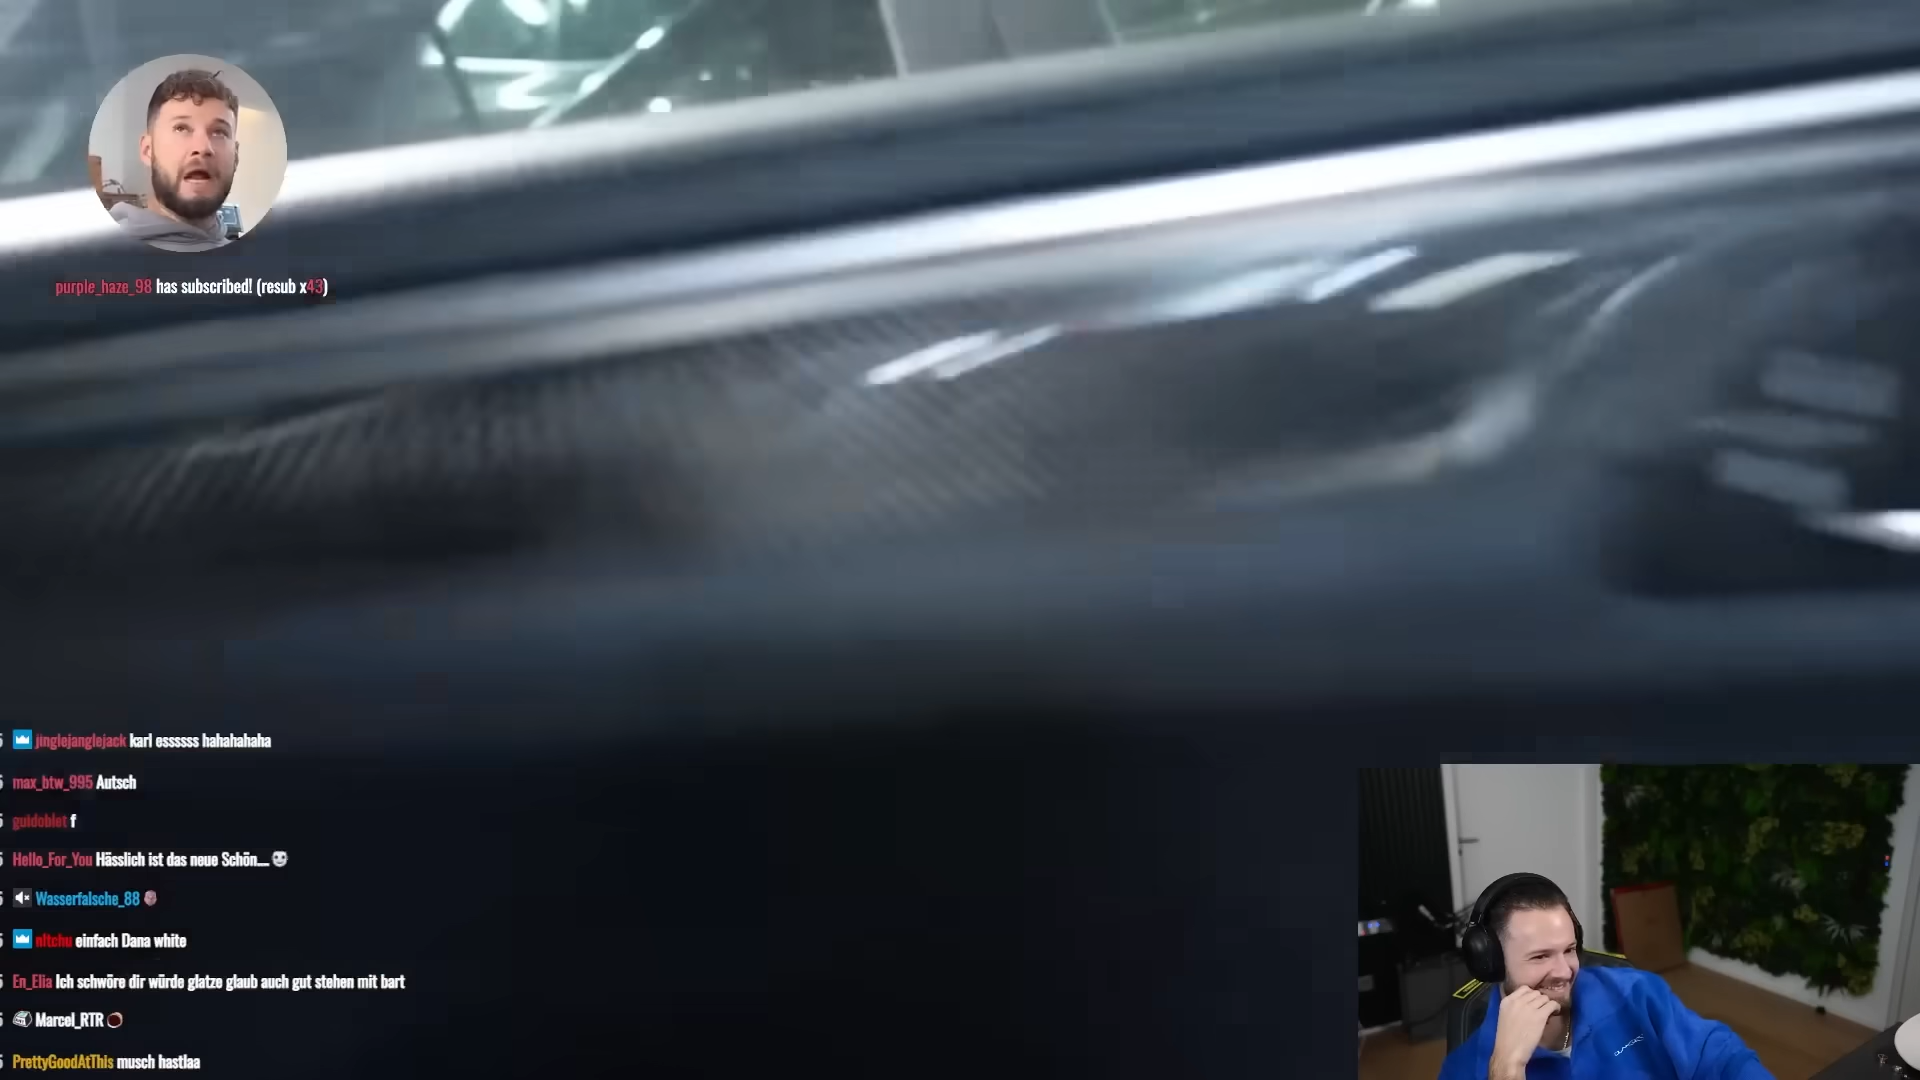 purple_haze_98 has subscribed! (resub x43)
jinglejanglejack karl essssss hahahahaha
max_btw_995 Autsch
guidoblet f
Hello_For_You Hässlich ist das neue Schön....
Wasserfalsche_88
nltchu einfach Dana white
En_Elia Ich schwöre dir würde glatze glaub auch gut stehen mit bart
Marcel_RTR
PrettyGoodAtThis musch hastlaa